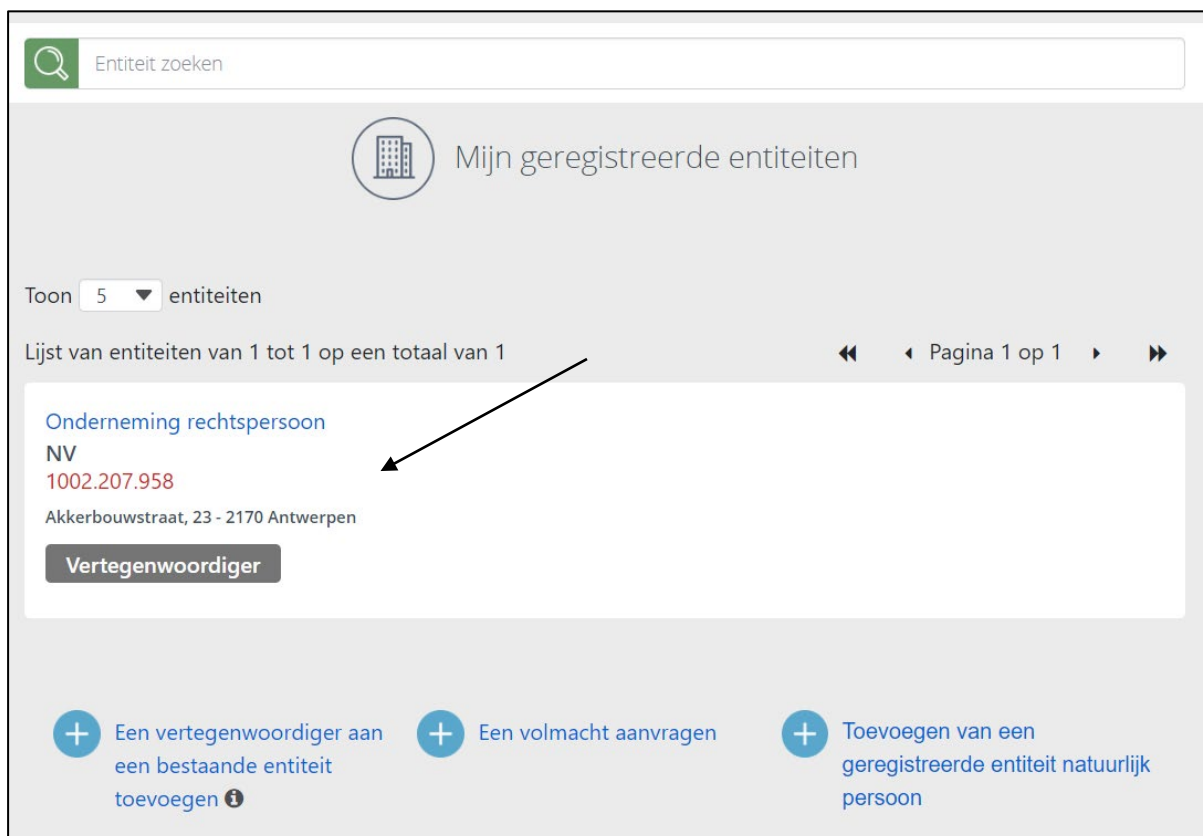 Entiteit zoeken
Mijn geregistreerde entiteiten
Toon 5 entiteiten
Lijst van entiteiten van 1 tot 1 op een totaal van 1
Pagina 1 op 1
Onderneming rechtspersoon
NV
1002.207.958
Akkerbouwstraat, 23 - 2170 Antwerpen
Vertegenwoordiger
Een vertegenwoordiger aan
een bestaande entiteit
toevoegen
Een volmacht aanvragen
Toevoegen van een
geregistreerde entiteit natuurlijk
persoon